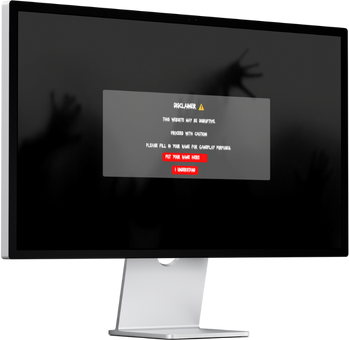 DISCLAIMER ⚠
THIS WEBSITE MAY BE DISRUPTIVE.
PROCEED WITH CAUTION
PLEASE FILL IN YOUR NAME FOR GAMEPLAY PURPOSES
PUT YOUR NAME HERE
I UNDERSTAND